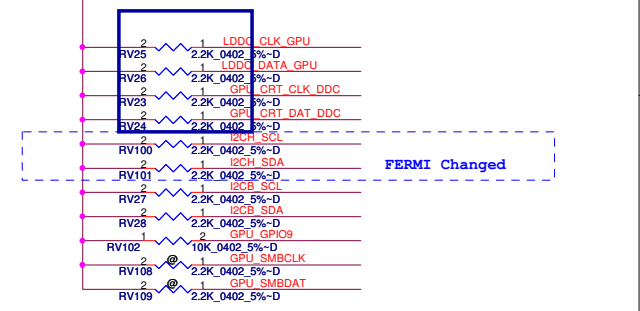 2 1 LDDC_CLK_GPU
RV25 2.2K_0402_5%~D
2 1 LDDC_DATA_GPU
RV26 2.2K_0402_5%~D
2 1 GPU_CRT_CLK_DDC
RV23 2.2K_0402_5%~D
2 1 GPU_CRT_DAT_DDC
RV24 2.2K_0402_5%~D
2 1 I2CH_SCL
RV100 2.2K_0402_5%~D
2 1 I2CH_SDA
FERMI Changed
RV101 2.2K_0402_5%~D
2 1 I2CB_SCL
RV27 2.2K_0402_5%~D
2 1 I2CB_SDA
RV28 2.2K_0402_5%~D
1 2 GPU_GPIO9
RV102 10K_0402_5%~D
2 @ 1 GPU_SMBCLK
RV108 2.2K_0402_5%~D
2 @ 1 GPU_SMBDAT
RV109 2.2K_0402_5%~D